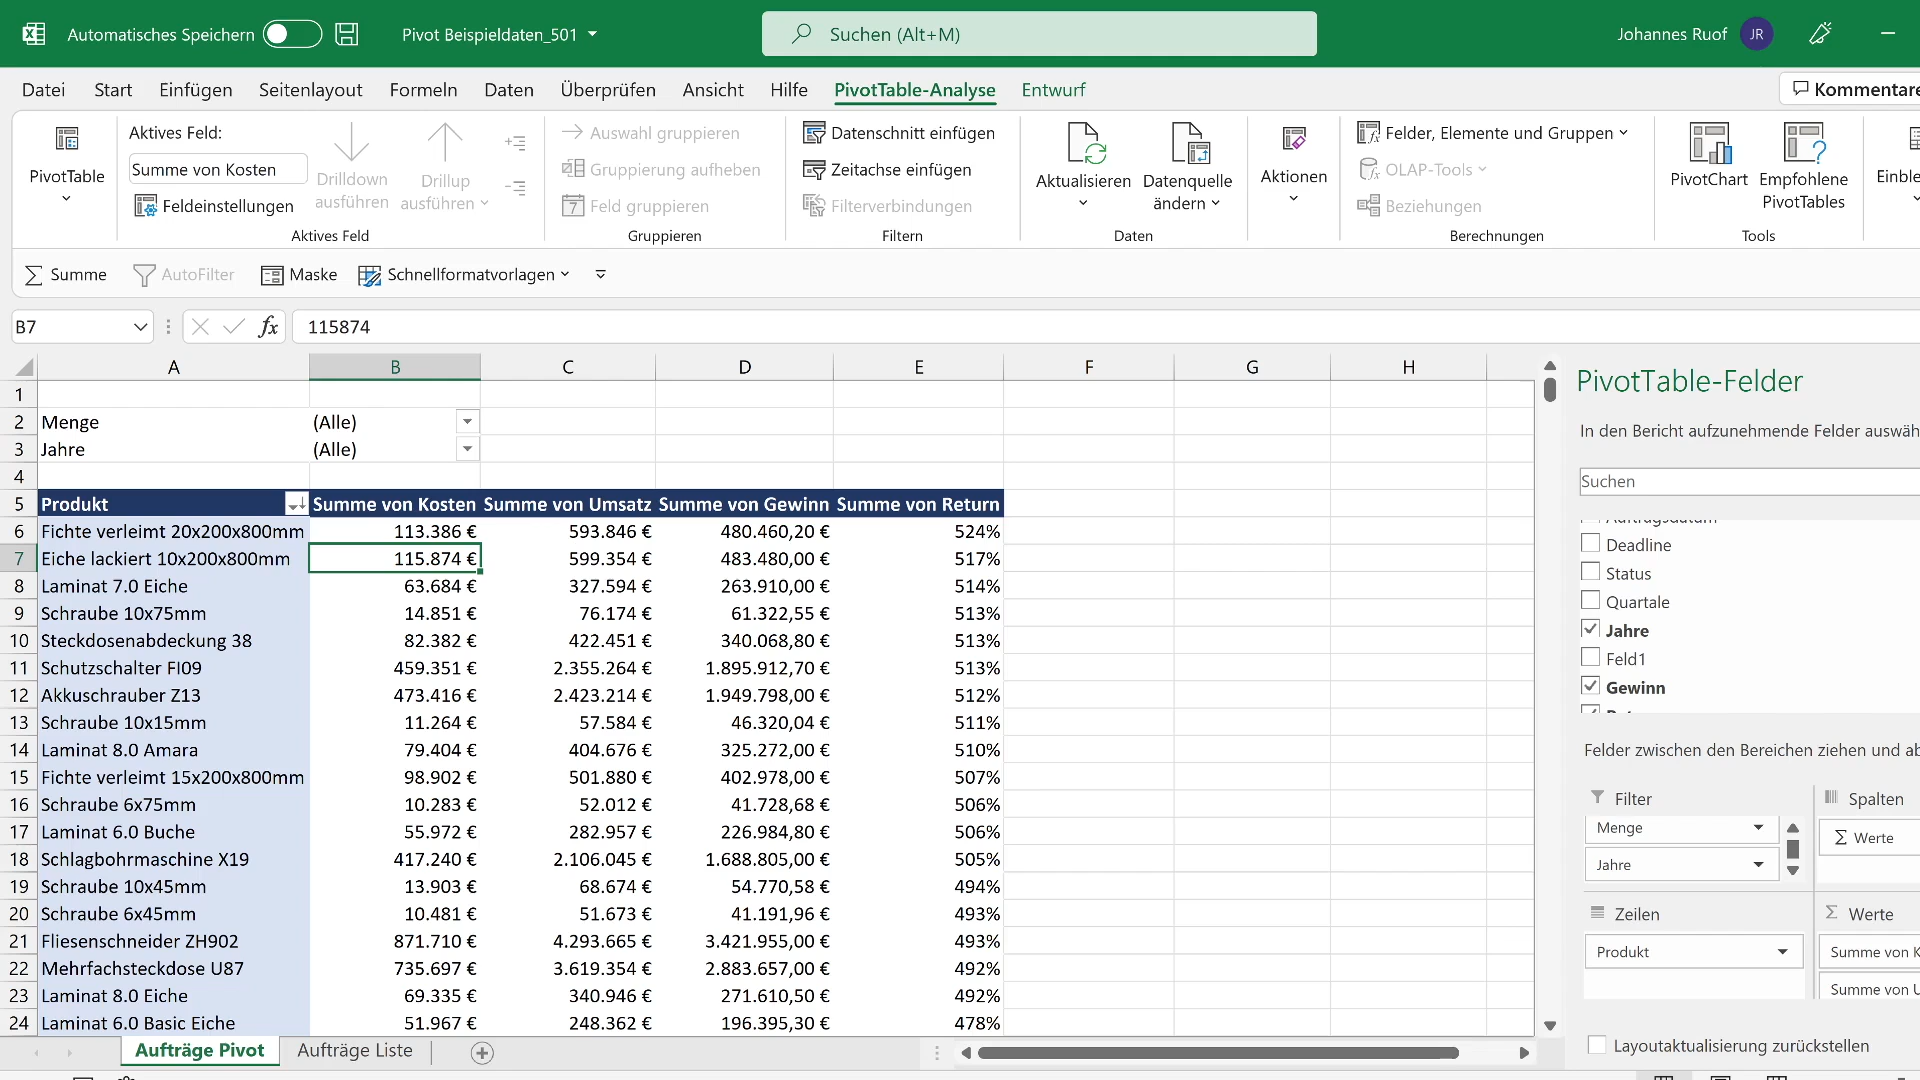 Automatisches Speichern
Pivot Beispieldaten_501
Suchen (Alt+M)
Johannes Ruof
JR
Datei Start Einfügen Seitenlayout Formeln Daten Überprüfen Ansicht Hilfe PivotTable-Analyse Entwurf
Kommentare
PivotTable
Aktives Feld:
Summe von Kosten
Feldeinstellungen
Drilldown
ausführen
Drillup
ausführen
Aktives Feld
Auswahl gruppieren
Gruppierung aufheben
7 Feld gruppieren
Gruppieren
Datenschnitt einfügen
Zeitachse einfügen
Filterverbindungen
Filtern
Aktualisieren
Datenquelle
ändern
Daten
Aktionen
Felder, Elemente und Gruppen
OLAP-Tools
Beziehungen
Berechnungen
PivotChart
Empfohlene
PivotTables
Tools
Einble
Summe AutoFilter Maske Schnellformatvorlagen
B7 fx 115874
A B C D E F G H
1
2 Menge (Alle)
3 Jahre (Alle)
4
5 Produkt Summe von Kosten Summe von Umsatz Summe von Gewinn Summe von Return
6 Fichte verleimt 20x200x800mm 113.386 € 593.846 € 480.460,20 € 524%
7 Eiche lackiert 10x200x800mm 115.874 € 599.354 € 483.480,00 € 517%
8 Laminat 7.0 Eiche 63.684 € 327.594 € 263.910,00 € 514%
9 Schraube 10x75mm 14.851 € 76.174 € 61.322,55 € 513%
10 Steckdosenabdeckung 38 82.382 € 422.451 € 340.068,80 € 513%
11 Schutzschalter FI09 459.351 € 2.355.264 € 1.895.912,70 € 513%
12 Akkuschrauber Z13 473.416 € 2.423.214 € 1.949.798,00 € 512%
13 Schraube 10x15mm 11.264 € 57.584 € 46.320,04 € 511%
14 Laminat 8.0 Amara 79.404 € 404.676 € 325.272,00 € 510%
15 Fichte verleimt 15x200x800mm 98.902 € 501.880 € 402.978,00 € 507%
16 Schraube 6x75mm 10.283 € 52.012 € 41.728,68 € 506%
17 Laminat 6.0 Buche 55.972 € 282.957 € 226.984,80 € 506%
18 Schlagbohrmaschine X19 417.240 € 2.106.045 € 1.688.805,00 € 505%
19 Schraube 10x45mm 13.903 € 68.674 € 54.770,58 € 494%
20 Schraube 6x45mm 10.481 € 51.673 € 41.191,96 € 493%
21 Fliesenschneider ZH902 871.710 € 4.293.665 € 3.421.955,00 € 493%
22 Mehrfachsteckdose U87 735.697 € 3.619.354 € 2.883.657,00 € 492%
23 Laminat 8.0 Eiche 69.335 € 340.946 € 271.610,50 € 492%
24 Laminat 6.0 Basic Eiche 51.967 € 248.362 € 196.395,30 € 478%
Aufträge Pivot Aufträge Liste
PivotTable-Felder
In den Bericht aufzunehmende Felder auswäh
Suchen
Deadline
Status
Quartale
Jahre
Feld1
Gewinn
Felder zwischen den Bereichen ziehen und ab
Filter
Menge
Jahre
Spalten
Σ Werte
Zeilen
Produkt
Σ Werte
Summe von K
Summe von U
Layoutaktualisierung zurückstellen